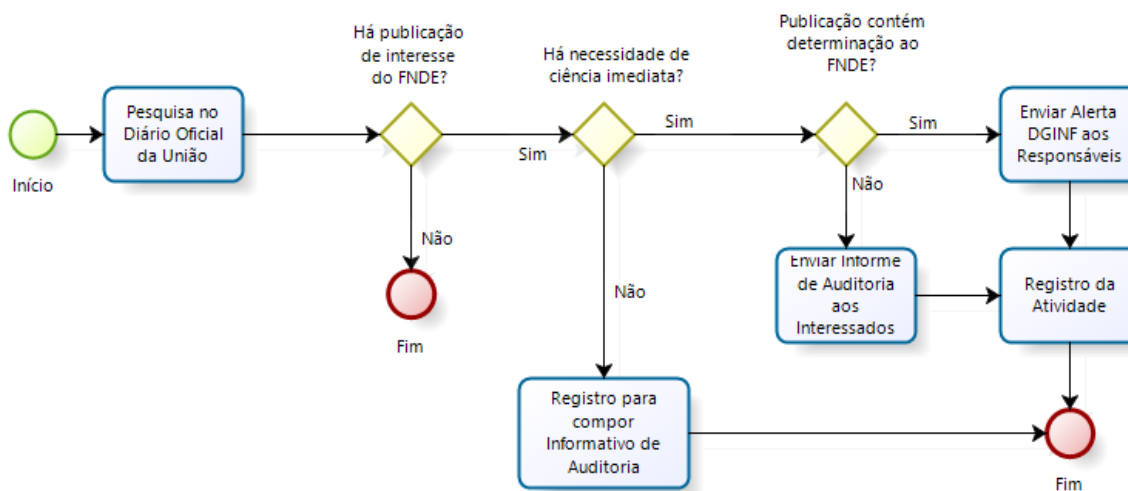 Início
Pesquisa no
Diário Oficial
da União
Há publicação
de interesse
do FNDE?
Sim
Não
Fim
Há necessidade de
ciência imediata?
Sim
Não
Registro para
compor
Informativo de
Auditoria
Publicação contém
determinação ao
FNDE?
Sim
Não
Enviar Informe
de Auditoria
aos
Interessados
Enviar Alerta
DGINF aos
Responsáveis
Registro da
Atividade
Fim